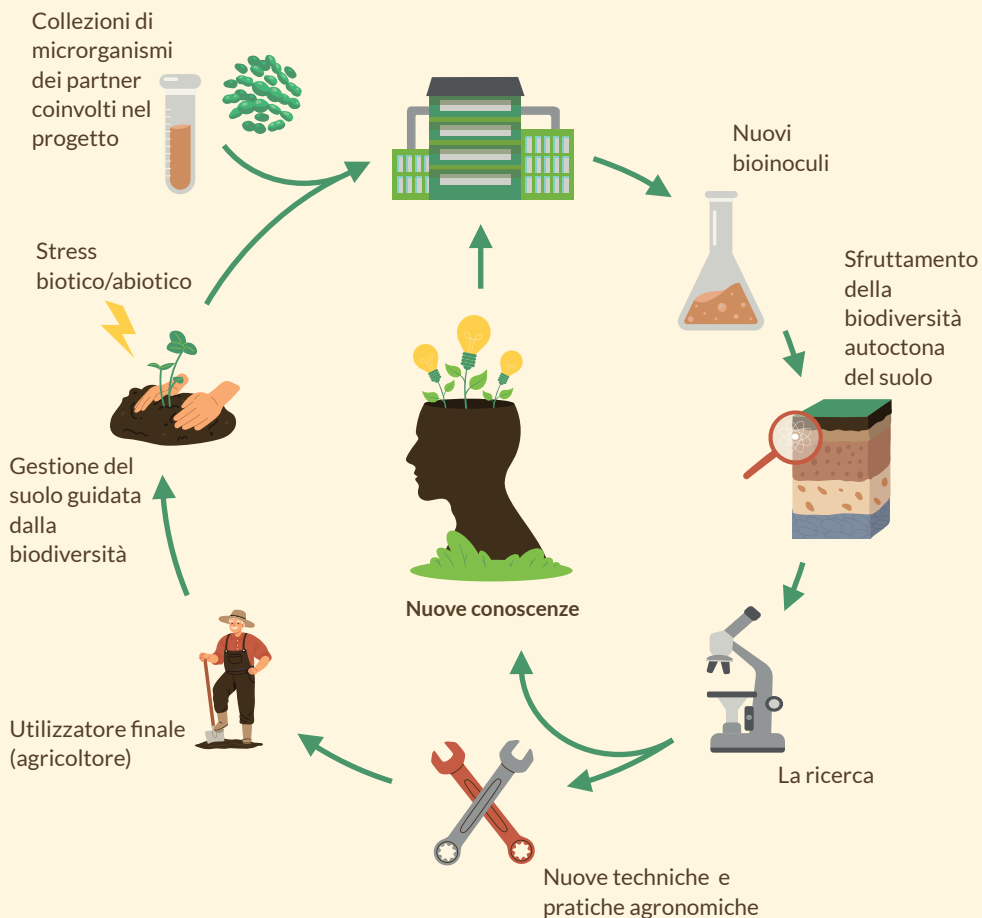 Collezioni di
microrganismi
dei partner
coinvolti nel
progetto
Nuovi
bioinoculi
Stress
biotico/abiotico
Sfruttamento
della
biodiversità
autoctona
del suolo
Gestione del
suolo guidata
dalla
biodiversità
Nuove conoscenze
Utilizzatore finale
(agricoltore)
La ricerca
Nuove techniche e
pratiche agronomiche